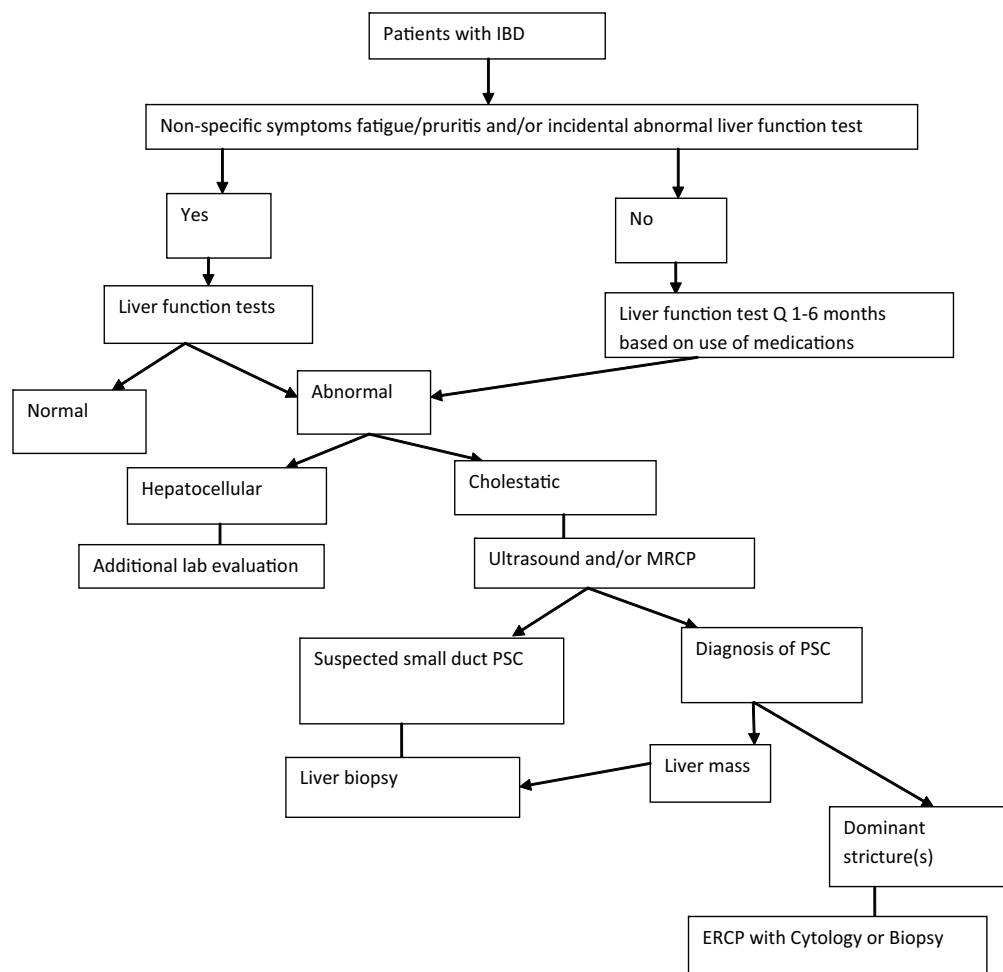 Patients with IBD
Non-specific symptoms fatigue/pruritis and/or incidental abnormal liver function test
Yes
No
Liver function tests
Liver function test Q 1-6 months
based on use of medications
Normal
Abnormal
Hepatocellular
Cholestatic
Additional lab evaluation
Ultrasound and/or MRCP
Suspected small duct PSC
Diagnosis of PSC
Liver biopsy
Liver mass
Dominant
stricture(s)
ERCP with Cytology or Biopsy